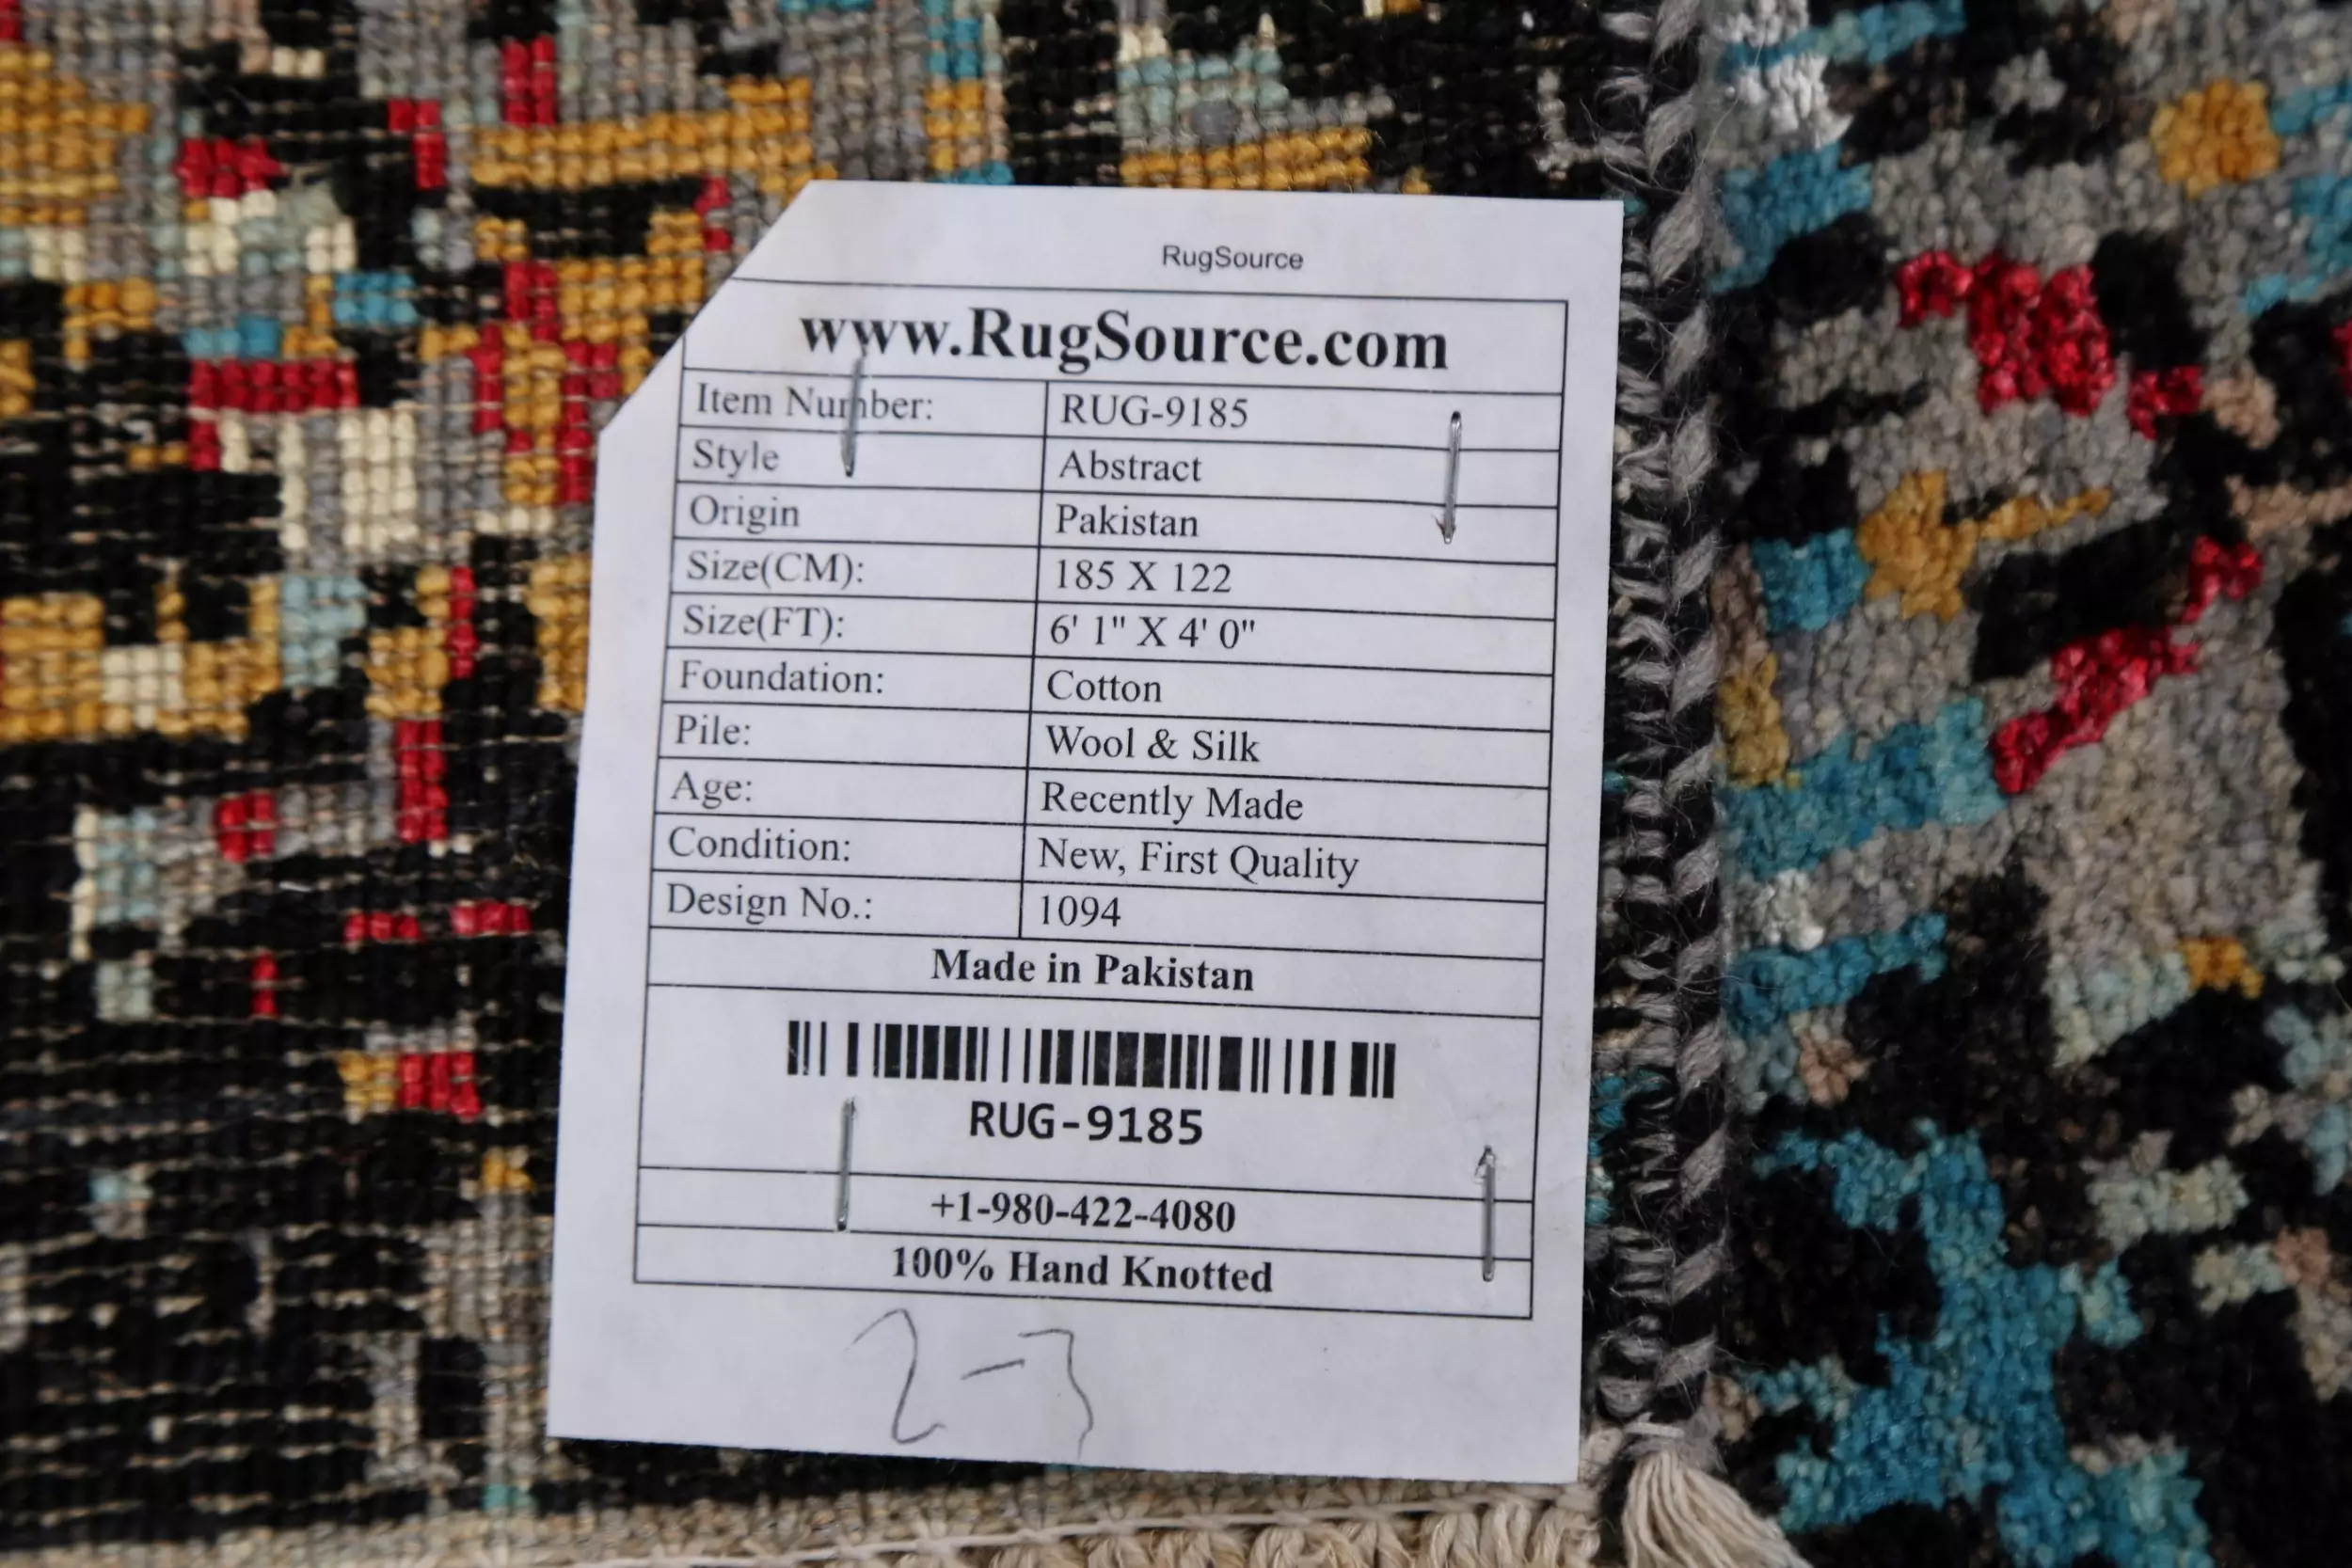 RugSource
www.RugSource.com
Item Number: RUG-9185
Style Abstract
Origin Pakistan
Size(CM): 185 X 122
Size(FT): 6' 1" X 4' 0"
Foundation: Cotton
Pile: Wool & Silk
Age: Recently Made
Condition: New, First Quality
Design No.: 1094
Made in Pakistan
RUG-9185
+1-980-422-4080
100% Hand Knotted